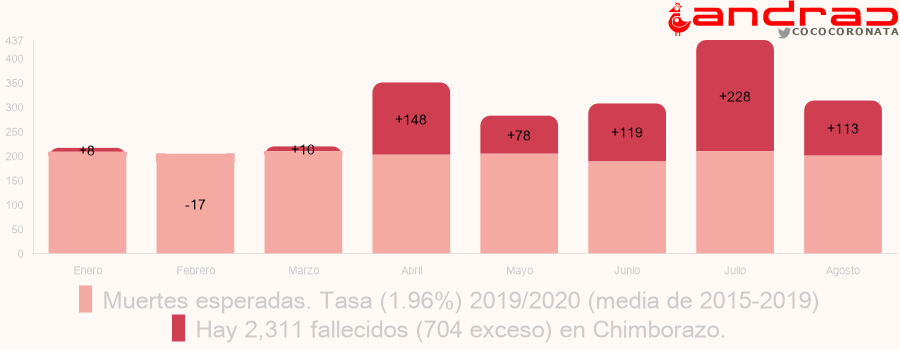 andrab
COCOCORONATA
437
400
350
300
250
200
150
100
50
0
+8
-17
+10
+148
+78
+119
+228
+113
Enero
Febrero
Marzo
Abril
Mayo
Junio
Julio
Agosto
Muertes esperadas. Tasa (1.96%) 2019/2020 (media de 2015-2019)
Hay 2,311 fallecidos (704 exceso) en Chimborazo.